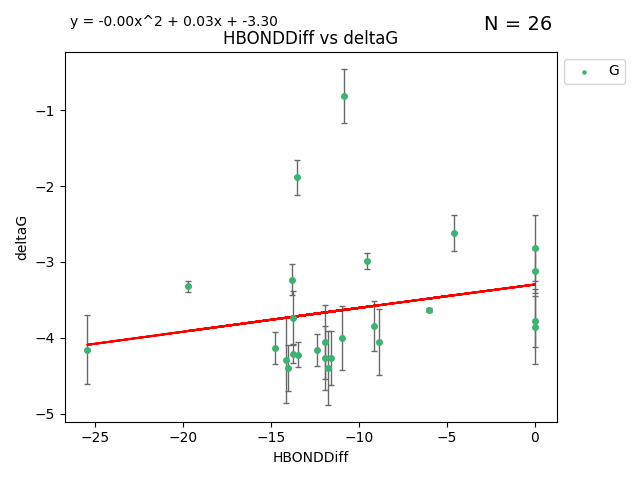 y = -0.00x^2 + 0.03x + -3.30
N = 26
HBONDDiff vs deltaG
G
deltaG
−1
−2
−3
−4
−5
−25
−20
−15
−10
−5
0
HBONDDiff